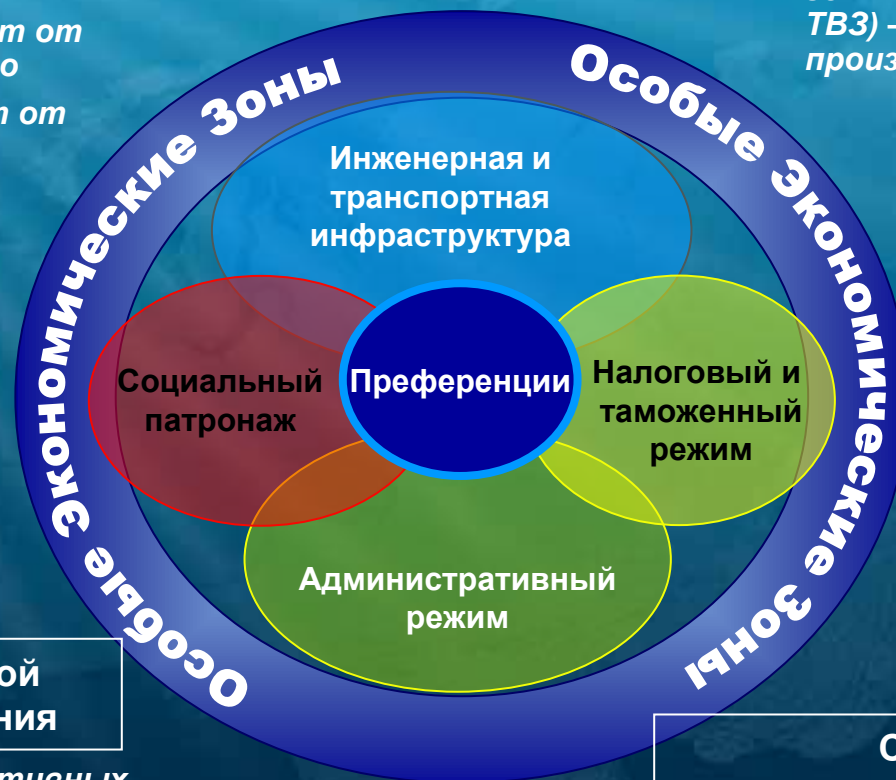 т от
о
п от
ТВЗ) –
произ
Особые Экономические Зоны
Особые Экономические Зоны
Инженерная и
транспортная
инфраструктура
Социальный
патронаж
Преференции
Налоговый и
таможенный
режим
Административный
режим
ой
ния
тивных
С